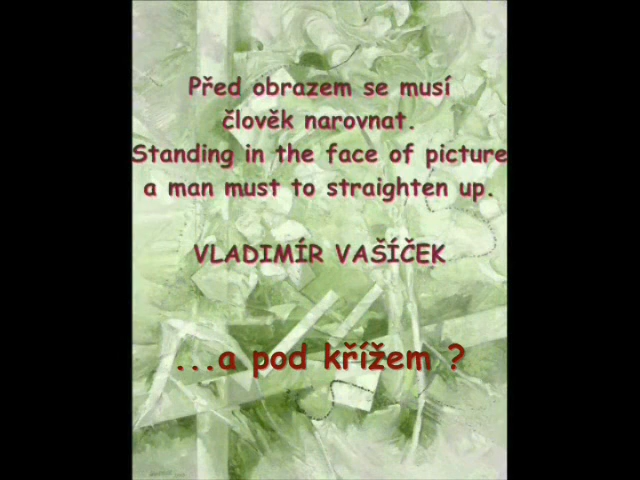 Před obrazem se musí
člověk narovnat.
Standing in the face of picture
a man must to straighten up.
VLADIMÍR VAŠÍČEK
...a pod křížem ?